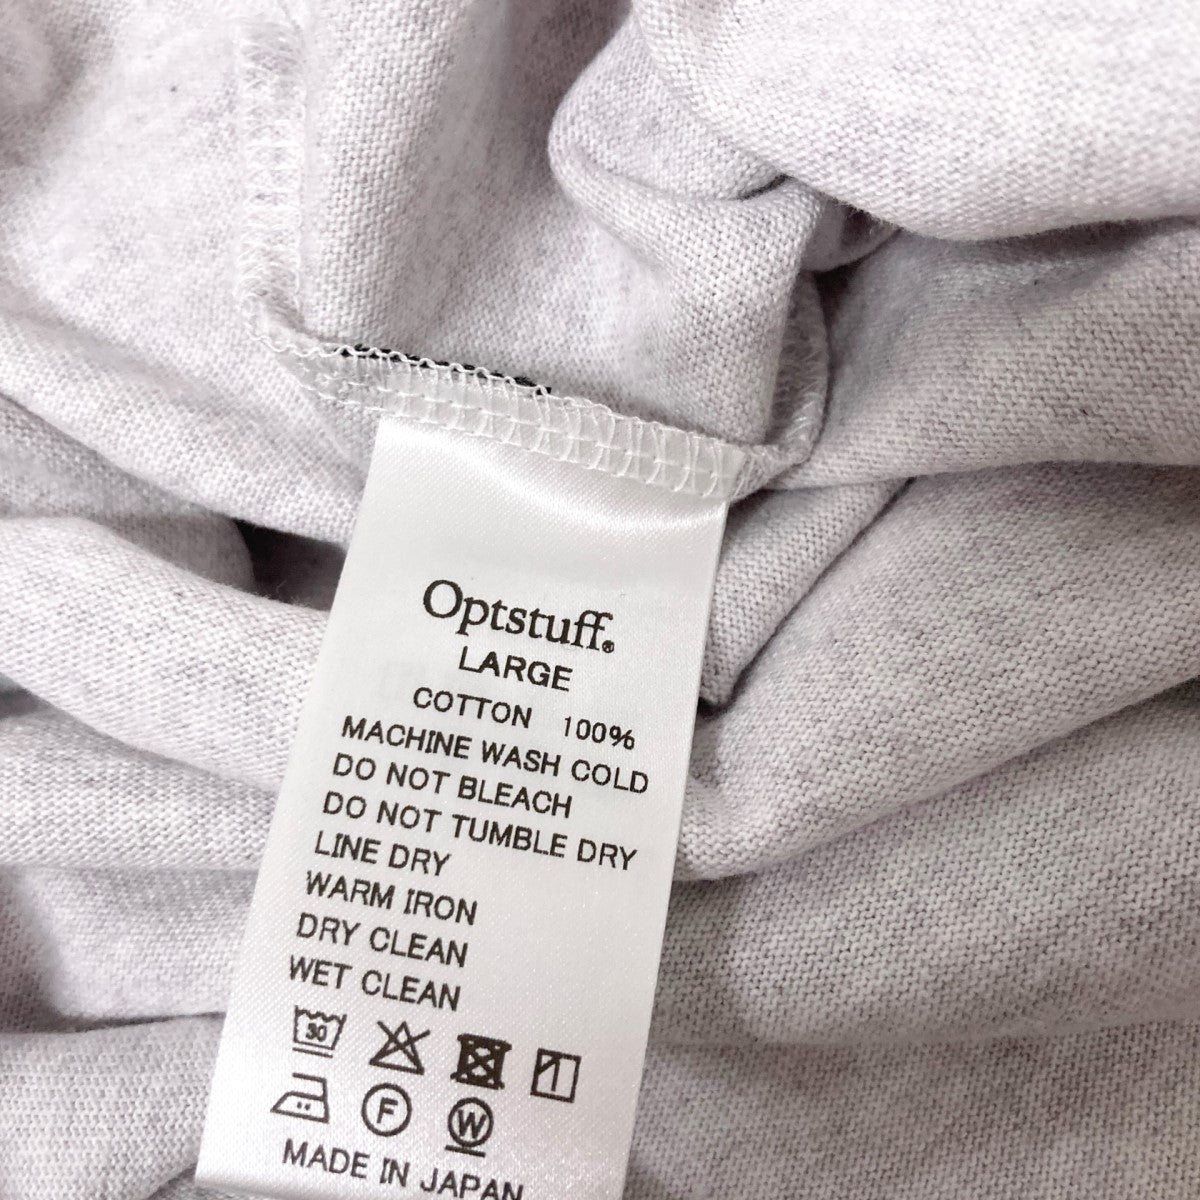 Optstuff®
LARGE
COTTON 100%
MACHINE WASH COLD
DO NOT BLEACH
DO NOT TUMBLE DRY
LINE DRY
WARM IRON
DRY CLEAN
WET CLEAN
30
F W
MADE IN JAPAN